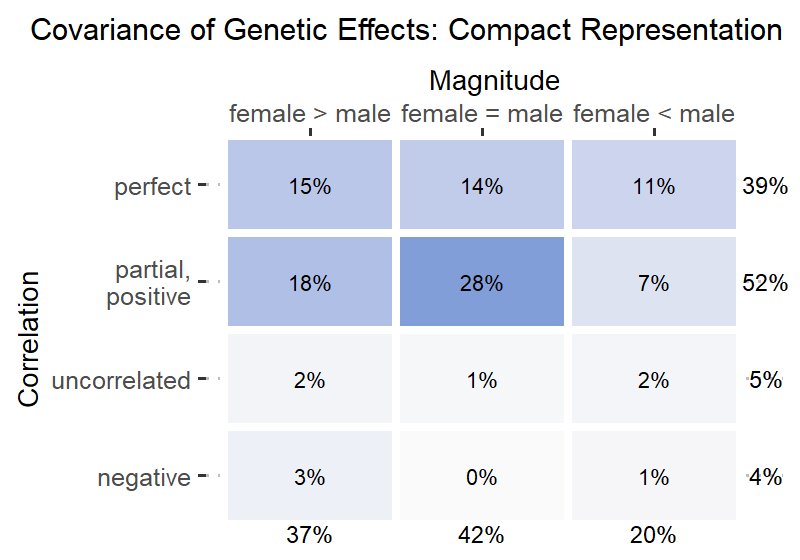 Covariance of Genetic Effects: Compact Representation
Magnitude
female > male female = male female < male
perfect 15% 14% 11% 39%
partial,
positive 18% 28% 7% 52%
uncorrelated 2% 1% 2% 5%
negative 3% 0% 1% 4%
37% 42% 20%
Correlation